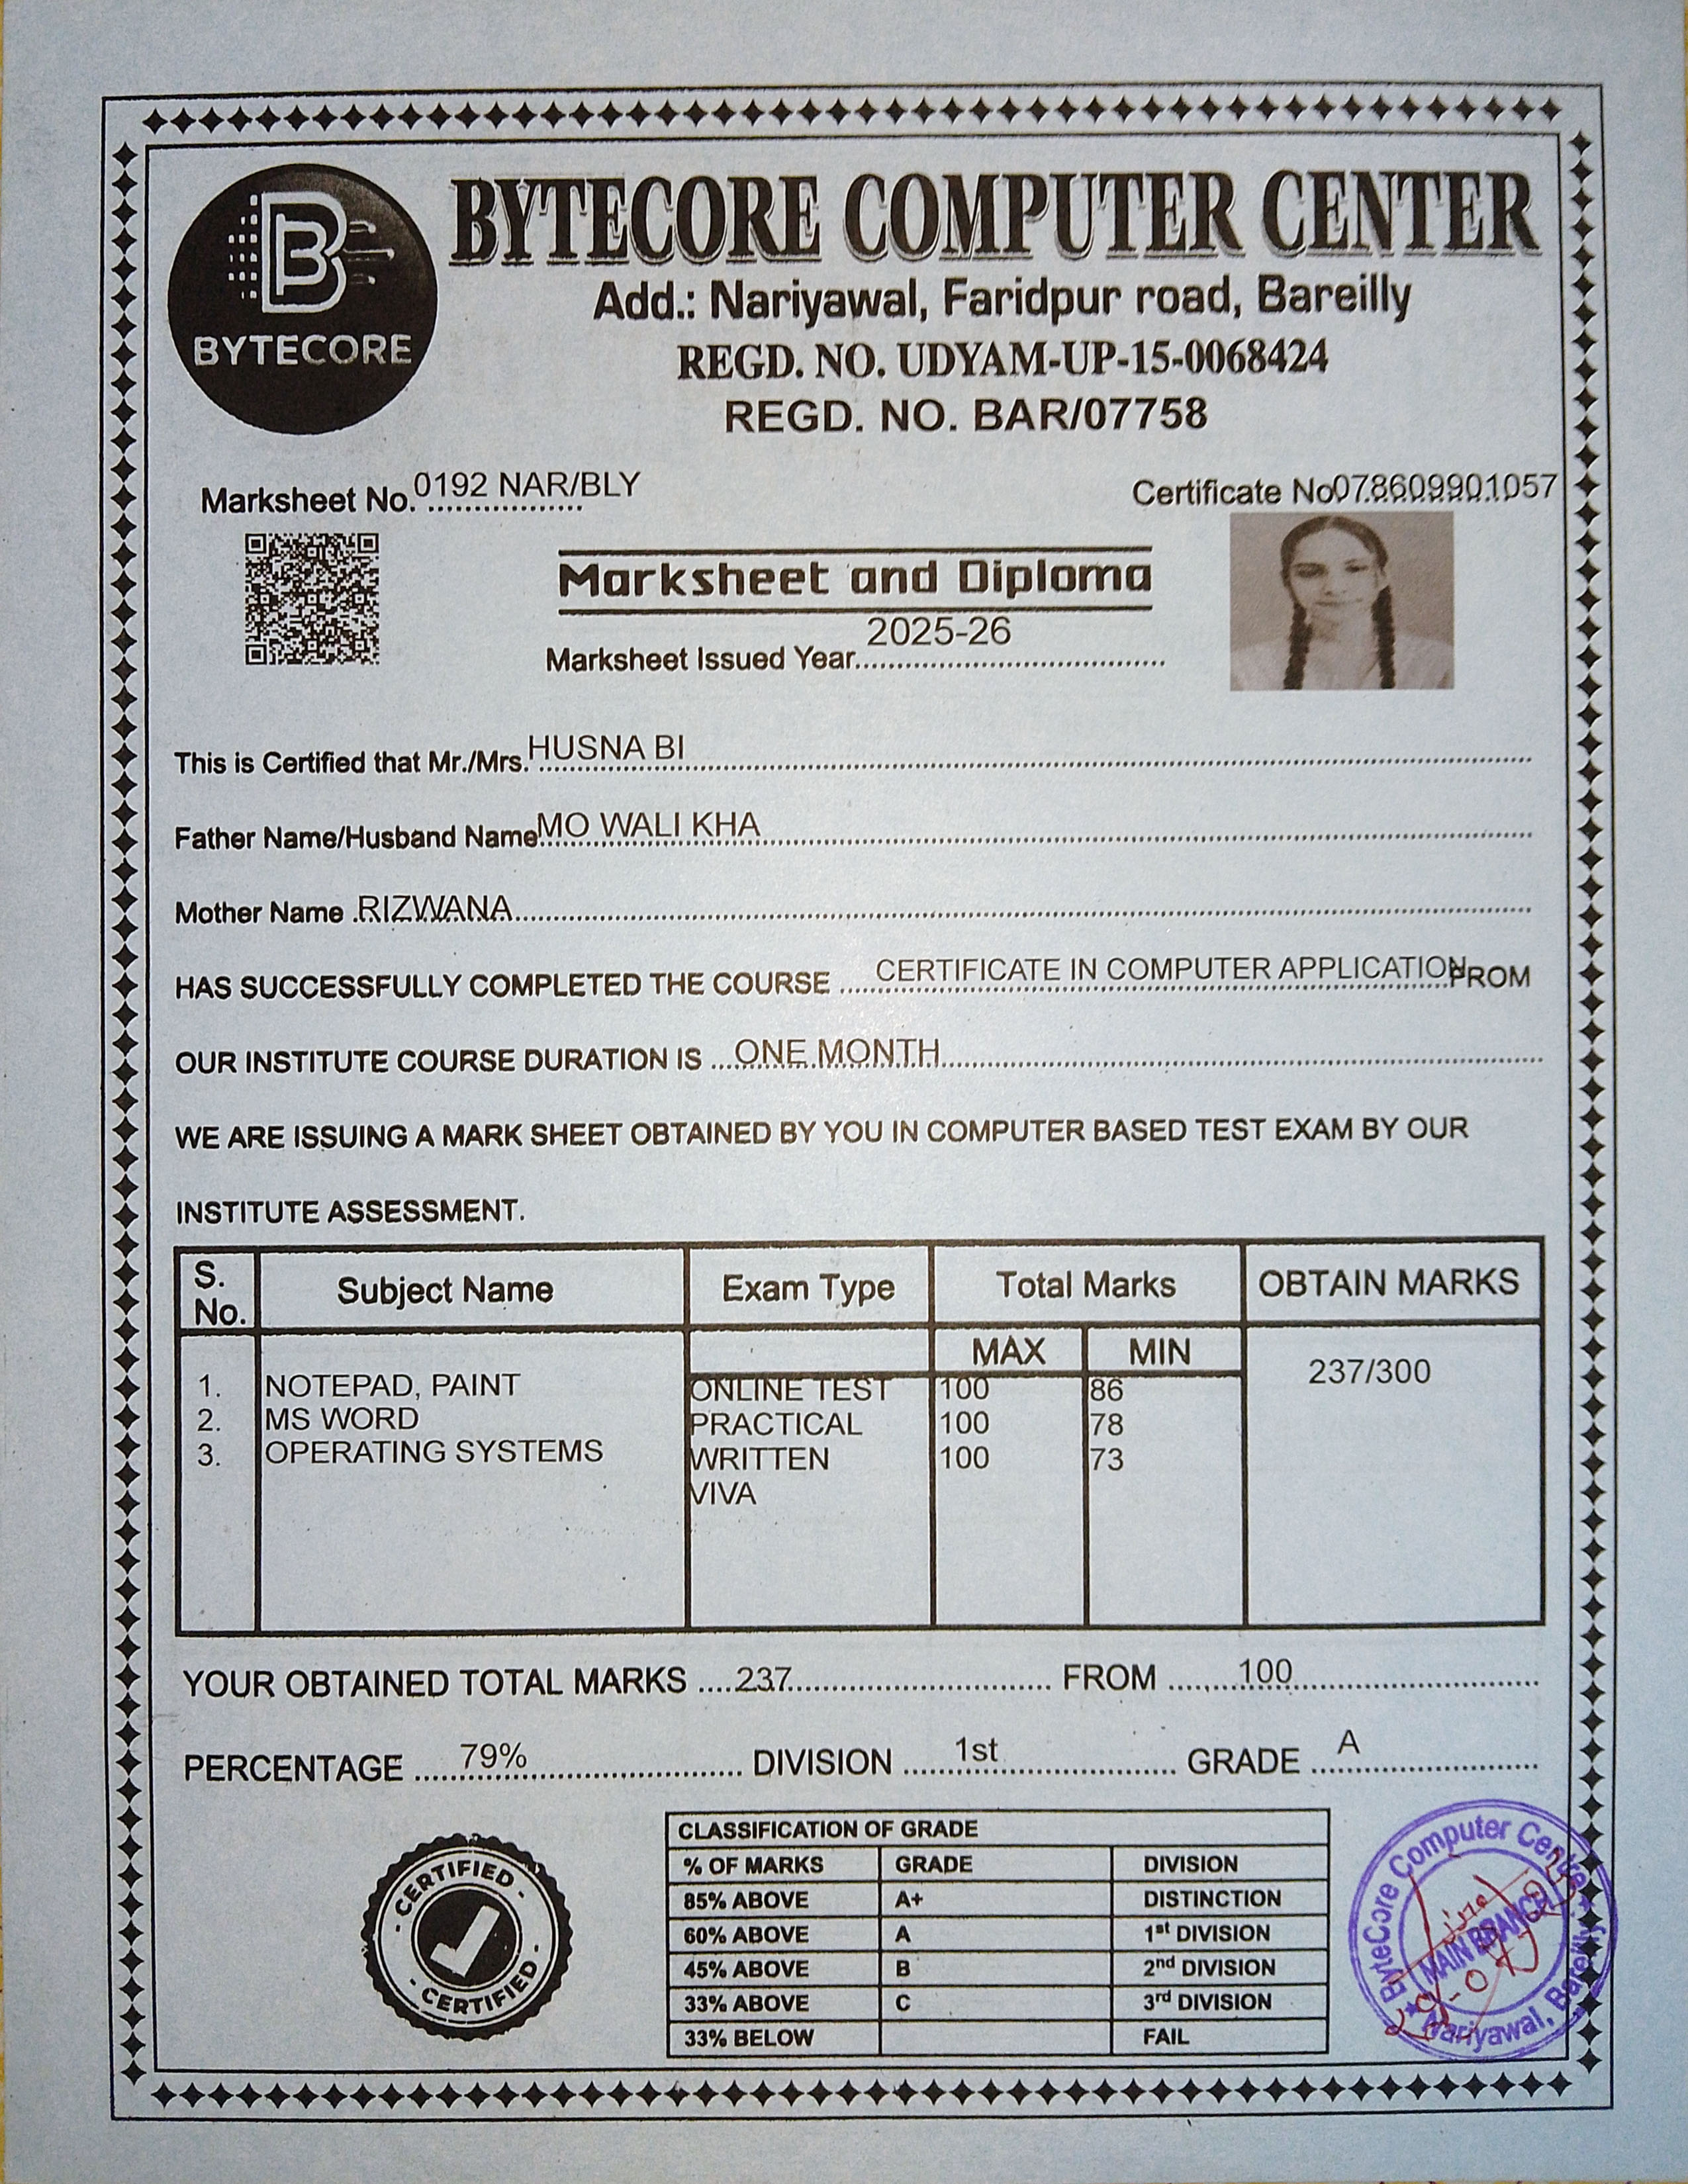 BYTECORE COMPUTER CENTER
BYTECORE
Add.: Nariyawal, Faridpur road, Bareilly
REGD. NO. UDYAM-UP-15-0068424
REGD. NO. BAR/07758
Marksheet No. 0192 NAR/BLY
Certificate No 078609901057
Marksheet and Diploma
Marksheet Issued Year 2025-26
This is Certified that Mr./Mrs. HUSNA BI
Father Name/Husband Name MO WALI KHA
Mother Name RIZWANA
HAS SUCCESSFULLY COMPLETED THE COURSE CERTIFICATE IN COMPUTER APPLICATION FROM
OUR INSTITUTE COURSE DURATION IS ONE MONTH
WE ARE ISSUING A MARK SHEET OBTAINED BY YOU IN COMPUTER BASED TEST EXAM BY OUR
INSTITUTE ASSESSMENT.
S. No. Subject Name Exam Type Total Marks OBTAIN MARKS
MAX MIN
237/300
1. NOTEPAD, PAINT ONLINE TEST 100 86
2. MS WORD PRACTICAL 100 78
3. OPERATING SYSTEMS WRITTEN 100 73
VIVA
YOUR OBTAINED TOTAL MARKS 237 FROM 100
PERCENTAGE 79% DIVISION 1st GRADE A
CERTIFIED
CERTIFIED
CLASSIFICATION OF GRADE
% OF MARKS GRADE DIVISION
85% ABOVE A+ DISTINCTION
60% ABOVE A 1st DIVISION
45% ABOVE B 2nd DIVISION
33% ABOVE C 3rd DIVISION
33% BELOW FAIL
ByteCore Computer Centre
MAIN BRANCH
Nariyawal, Bareilly